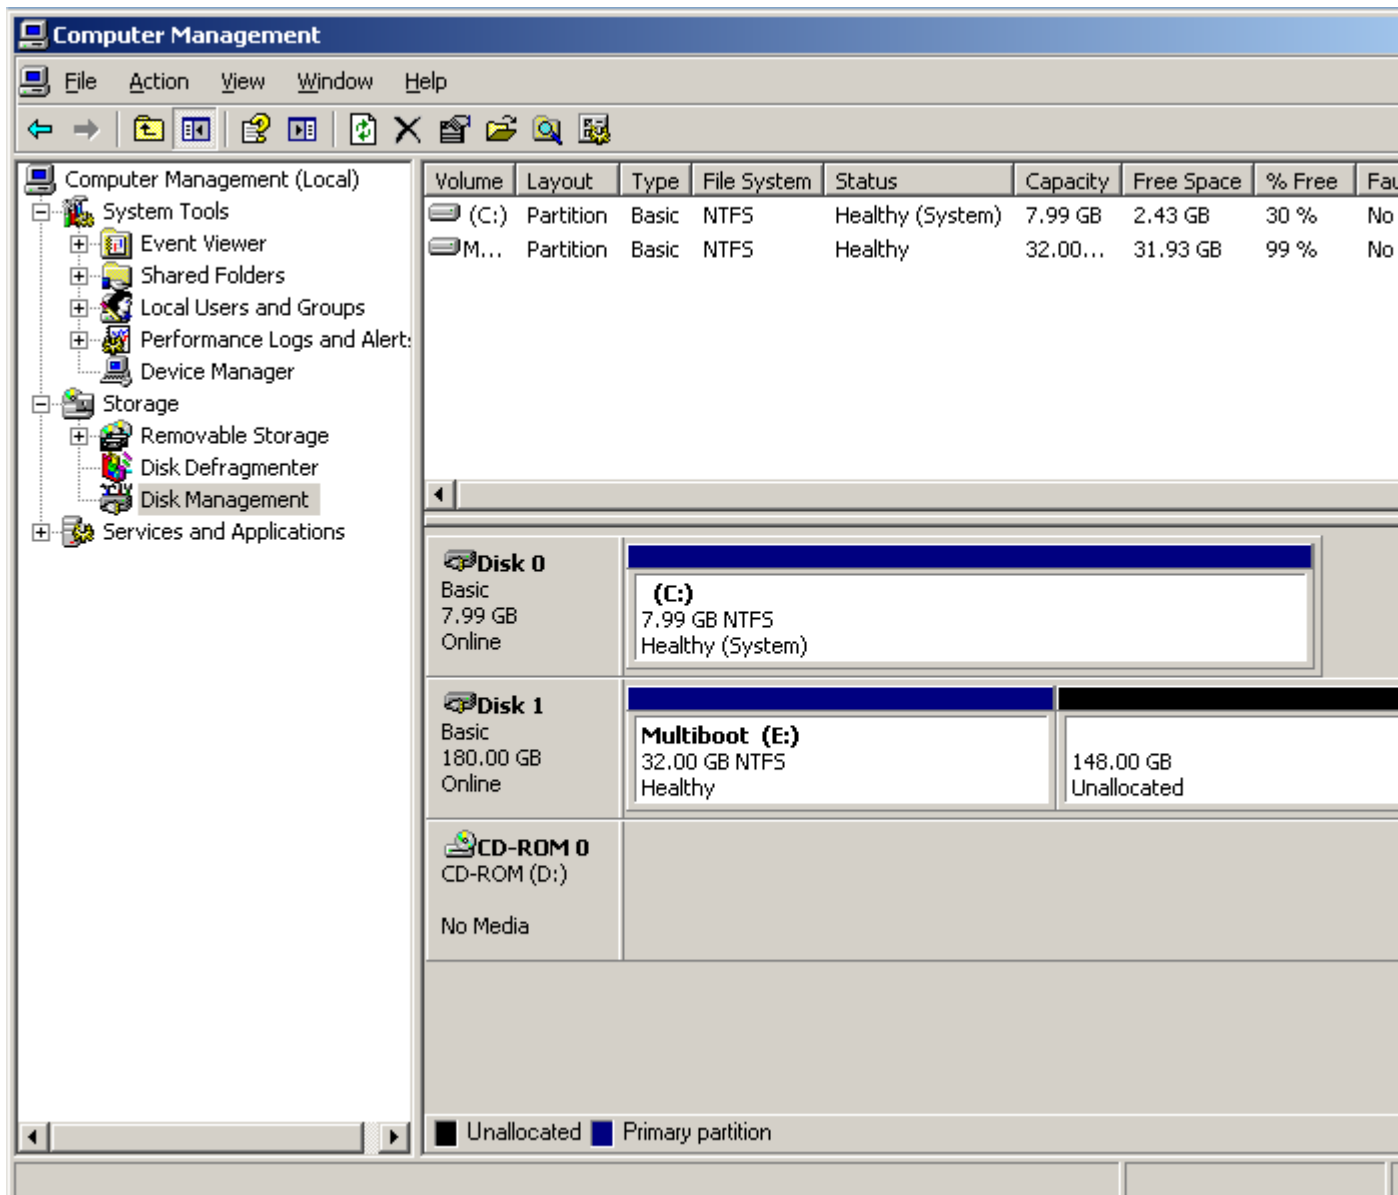 Computer Management
File Action View Window Help
Computer Management (Local)
System Tools
Event Viewer
Shared Folders
Local Users and Groups
Performance Logs and Alert
Device Manager
Storage
Removable Storage
Disk Defragmenter
Disk Management
Services and Applications
Volume Layout Type File System Status Capacity Free Space % Free Fau
(C:) Partition Basic NTFS Healthy (System) 7.99 GB 2.43 GB 30 % No
M... Partition Basic NTFS Healthy 32.00... 31.93 GB 99 % No
Disk 0
Basic
7.99 GB
Online
(C:)
7.99 GB NTFS
Healthy (System)
Disk 1
Basic
180.00 GB
Online
Multiboot (E:)
32.00 GB NTFS
Healthy
148.00 GB
Unallocated
CD-ROM 0
CD-ROM (D:)
No Media
Unallocated Primary partition